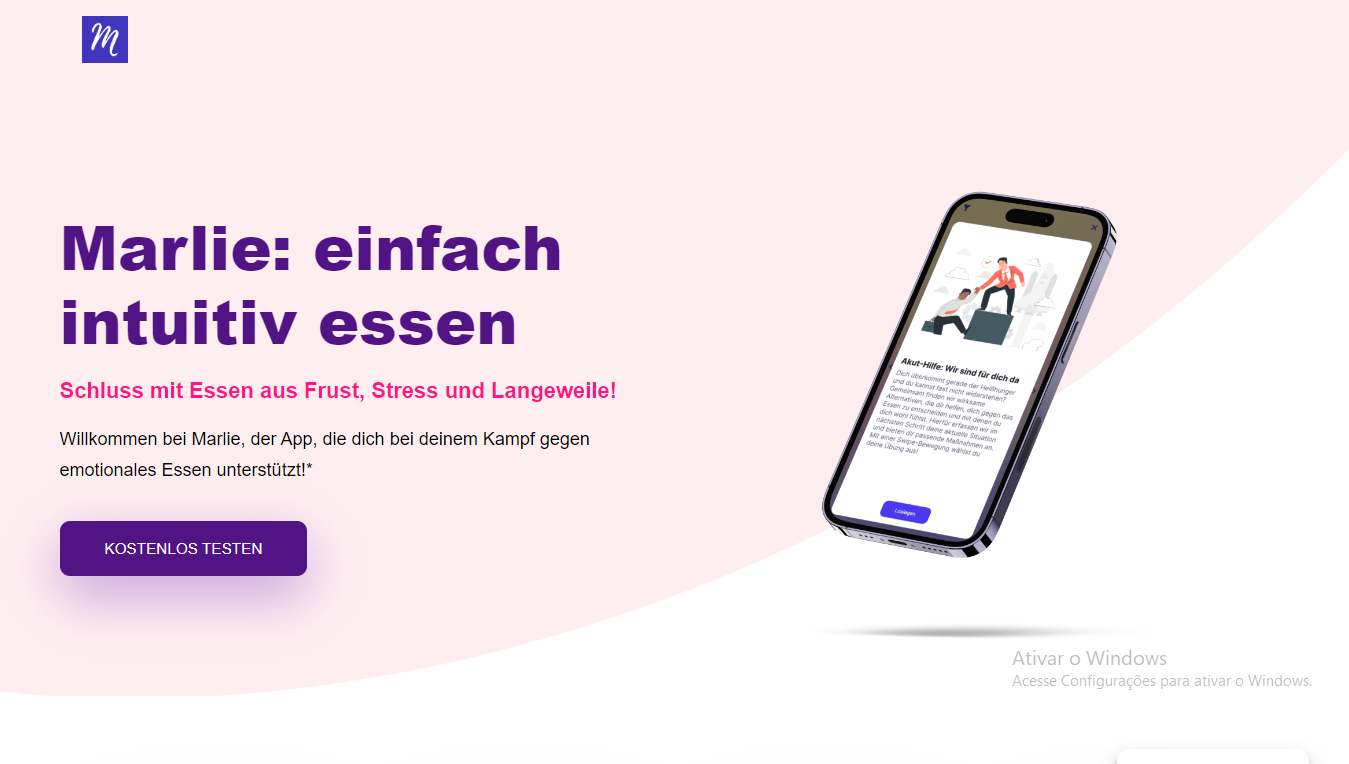 M
Marlie: einfach
intuitiv essen
Schluss mit Essen aus Frust, Stress und Langeweile!
Willkommen bei Marlie, der App, die dich bei deinem Kampf gegen
emotionales Essen unterstützt!*
KOSTENLOS TESTEN
Akut-Hilfe: Wir sind für dich da
Dich überkommt gerade der Heißhunger
und du kannst fast nicht widerstehen?
Gemeinsam finden wir wirksame
Alternativen, die dir helfen, dich gegen das
Essen zu entscheiden und mit denen du
dich wohl fühlst. Hierfür erfassen wir im
nächsten Schritt deine aktuelle Situation
und bieten dir passende Maßnahmen an.
Mit einer Swipe-Bewegung wählst du
deine Übung aus!
Loslegen
Ativar o Windows
Acesse Configurações para ativar o Windows.